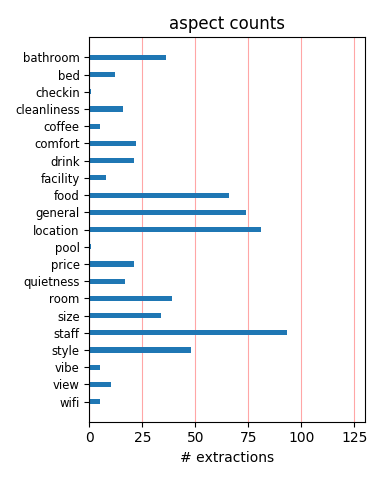 aspect counts
bathroom
bed
checkin
cleanliness
coffee
comfort
drink
facility
food
general
location
pool
price
quietness
room
size
staff
style
vibe
view
wifi
0 25 50 75 100 125
# extractions